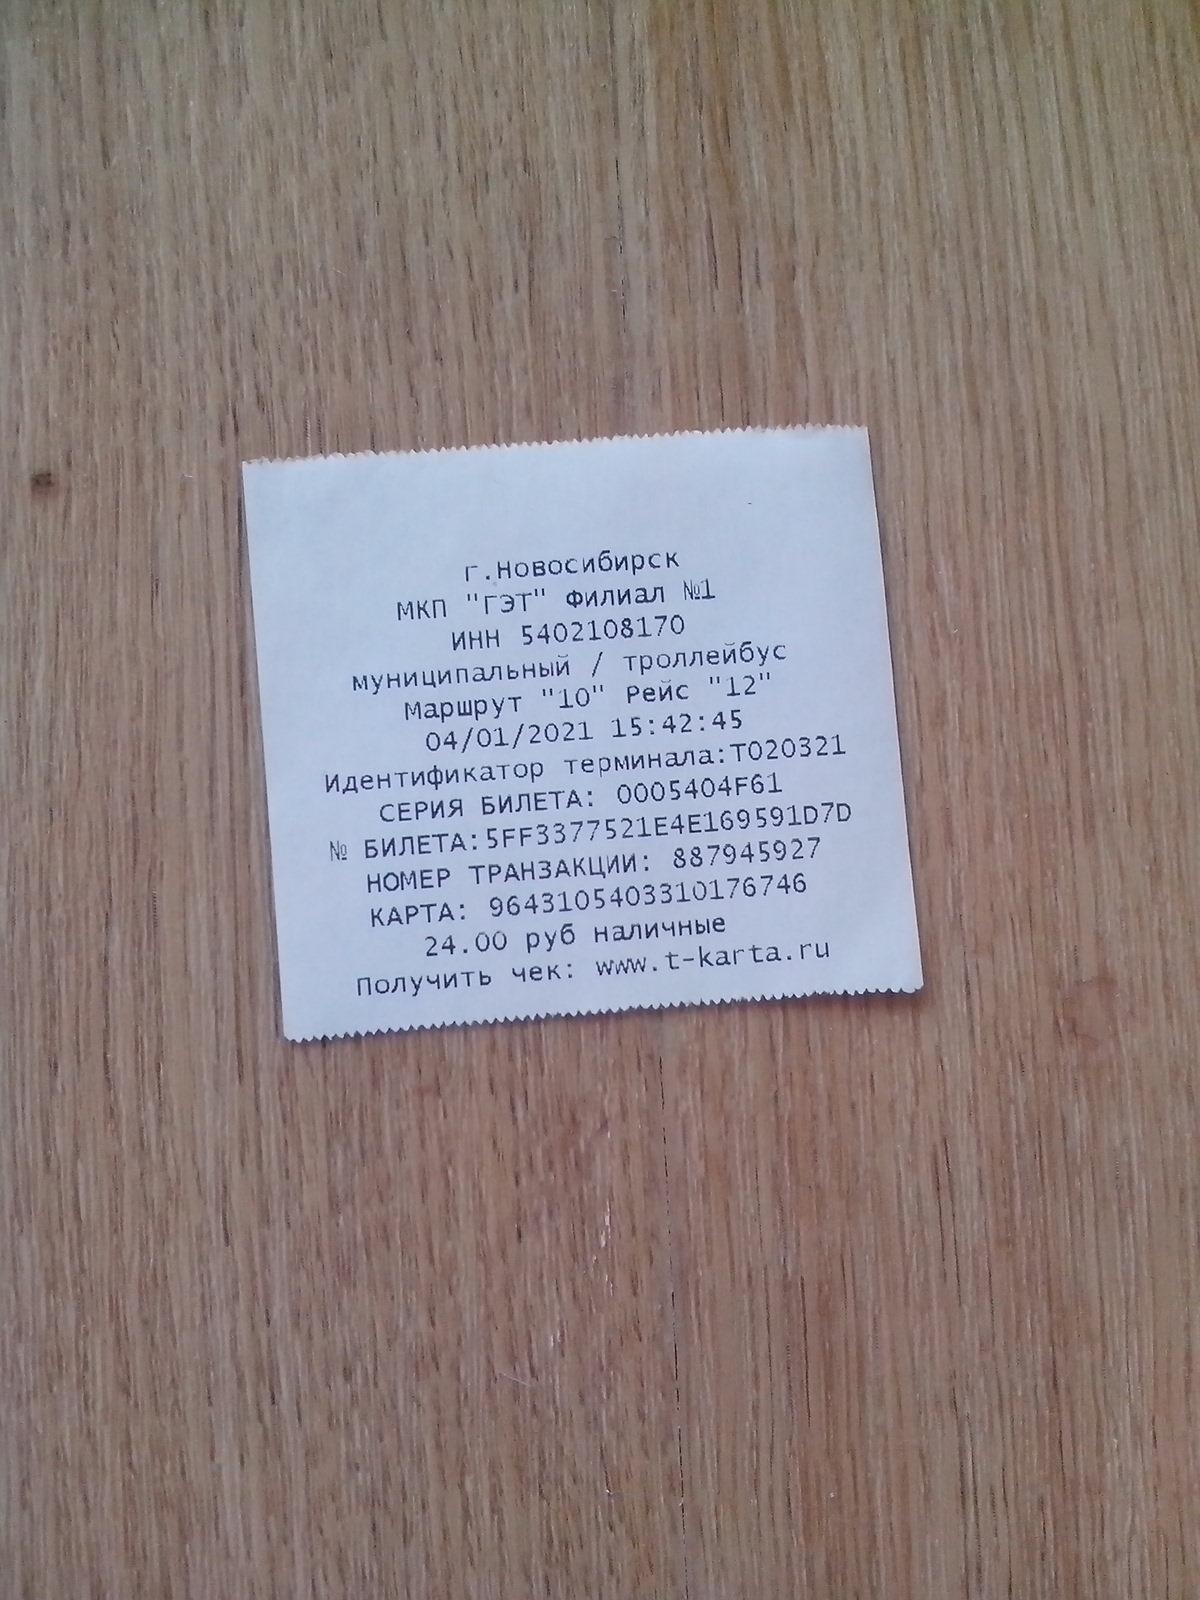 г.Новосибирск
МКП "ГЭТ" Филиал №1
ИНН 5402108170
муниципальный / троллейбус
Маршрут "10" Рейс "12"
04/01/2021 15:42:45
Идентификатор терминала:T020321
СЕРИЯ БИЛЕТА: 0005404F61
№ БИЛЕТА:5FF3377521E4E169591D7D
НОМЕР ТРАНЗАКЦИИ: 887945927
КАРТА: 9643105403310176746
24.00 руб наличные
Получить чек: www.t-karta.ru